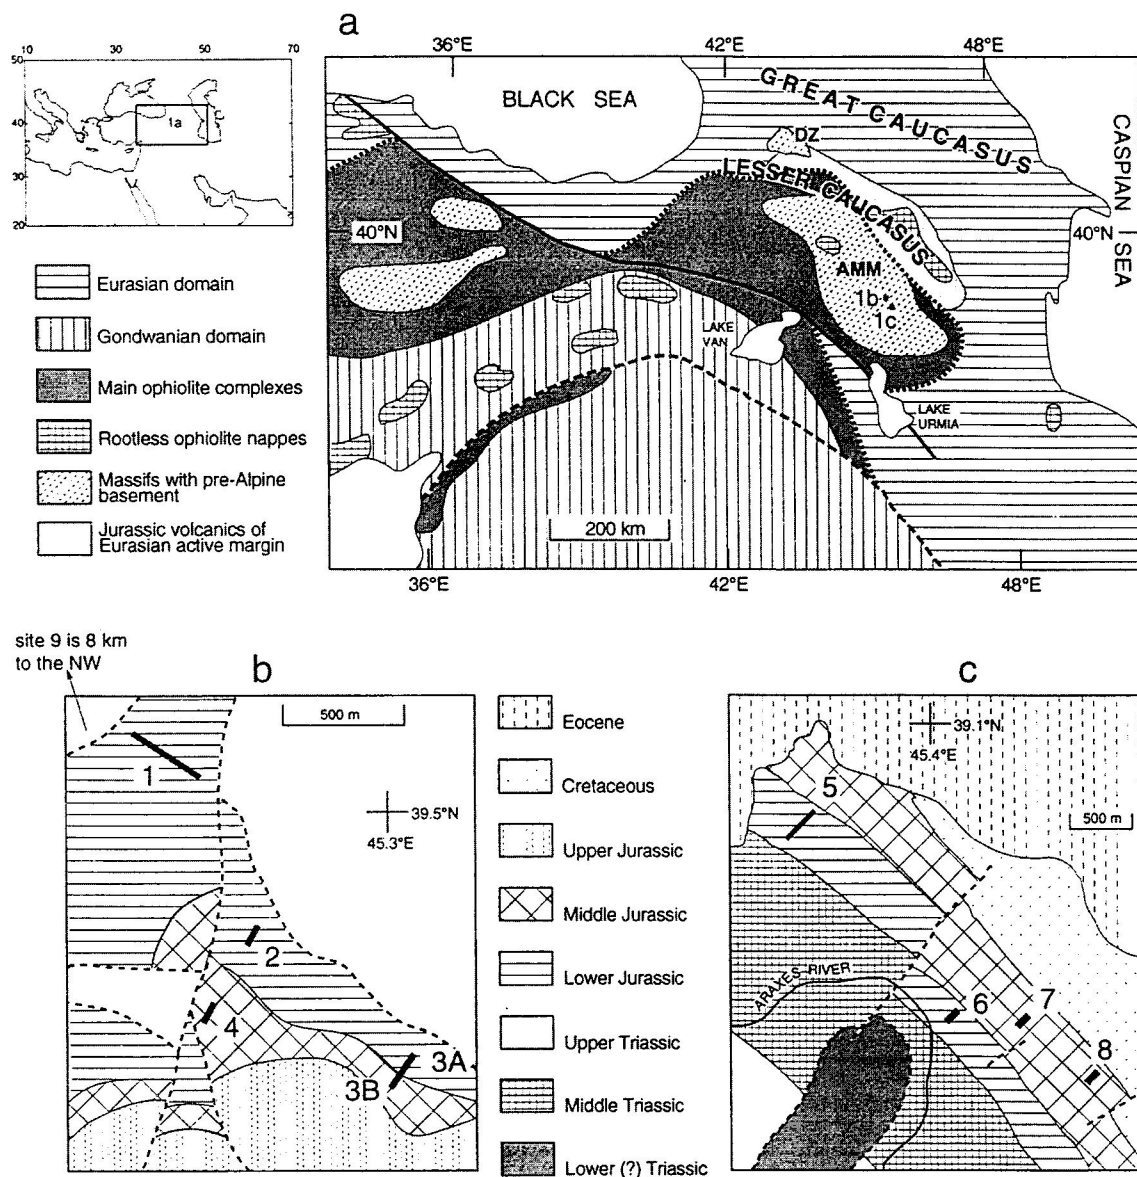 a
10
30
50
70
50
40
30
20
1a
36°E
42°E
48°E
BLACK SEA
GREAT CAUCASUS
DZ
LESSER CAUCASUS
CASPIAN SEA
40°N
40°N
AMM
1b
1c
LAKE
VAN
LAKE
URMIA
200 km
36°E
42°E
48°E
Eurasian domain
Gondwanian domain
Main ophiolite complexes
Rootless ophiolite nappes
Massifs with pre-Alpine
basement
Jurassic volcanics of
Eurasian active margin
site 9 is 8 km
to the NW
b
500 m
1
39.5°N
45.3°E
2
4
3A
3B
Eocene
Cretaceous
Upper Jurassic
Middle Jurassic
Lower Jurassic
Upper Triassic
Middle Triassic
Lower (?) Triassic
c
39.1°N
45.4°E
5
500 m
ARAXES RIVER
6
7
8